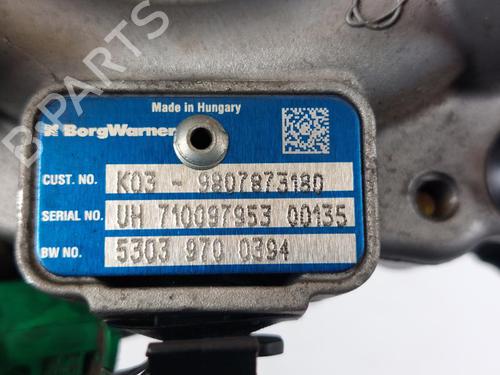 Made in Hungary
BorgWarner
CUST. NO. K03 - 9807873180
SERIAL NO. UH 710097953 00135
BW NO. 5303 970 0394
B-PARTS